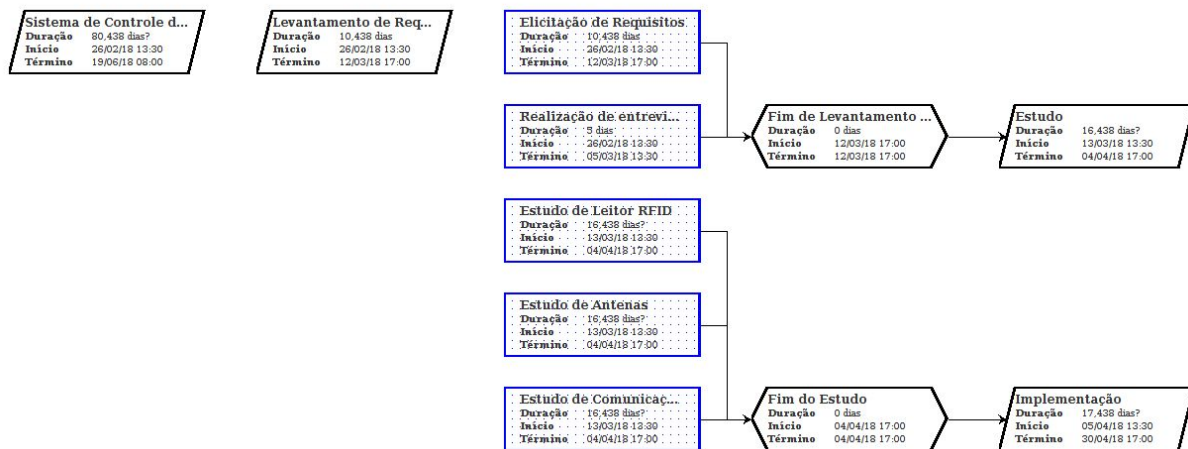 Sistema de Controle d...
Duração 80,438 dias?
Início 26/02/18 13:30
Término 19/06/18 08:00
Levantamento de Req...
Duração 10,438 dias
Início 26/02/18 13:30
Término 12/03/18 17:00
Elicitação de Requisitos
Duração 10,438 dias
Início 26/02/18 13:30
Término 12/03/18 17:00
Realização de entrevi...
Duração 5 dias
Início 26/02/18 13:30
Término 05/03/18 13:30
Fim de Levantamento ...
Duração 0 dias
Início 12/03/18 17:00
Término 12/03/18 17:00
Estudo
Duração 16,438 dias?
Início 13/03/18 13:30
Término 04/04/18 17:00
Estudo de Leitor RFID
Duração 16,438 dias?
Início 13/03/18 13:30
Término 04/04/18 17:00
Estudo de Antenas
Duração 16,438 dias?
Início 13/03/18 13:30
Término 04/04/18 17:00
Estudo de Comunicaç...
Duração 16,438 dias?
Início 13/03/18 13:30
Término 04/04/18 17:00
Fim do Estudo
Duração 0 dias
Início 04/04/18 17:00
Término 04/04/18 17:00
Implementação
Duração 17,438 dias?
Início 05/04/18 13:30
Término 30/04/18 17:00